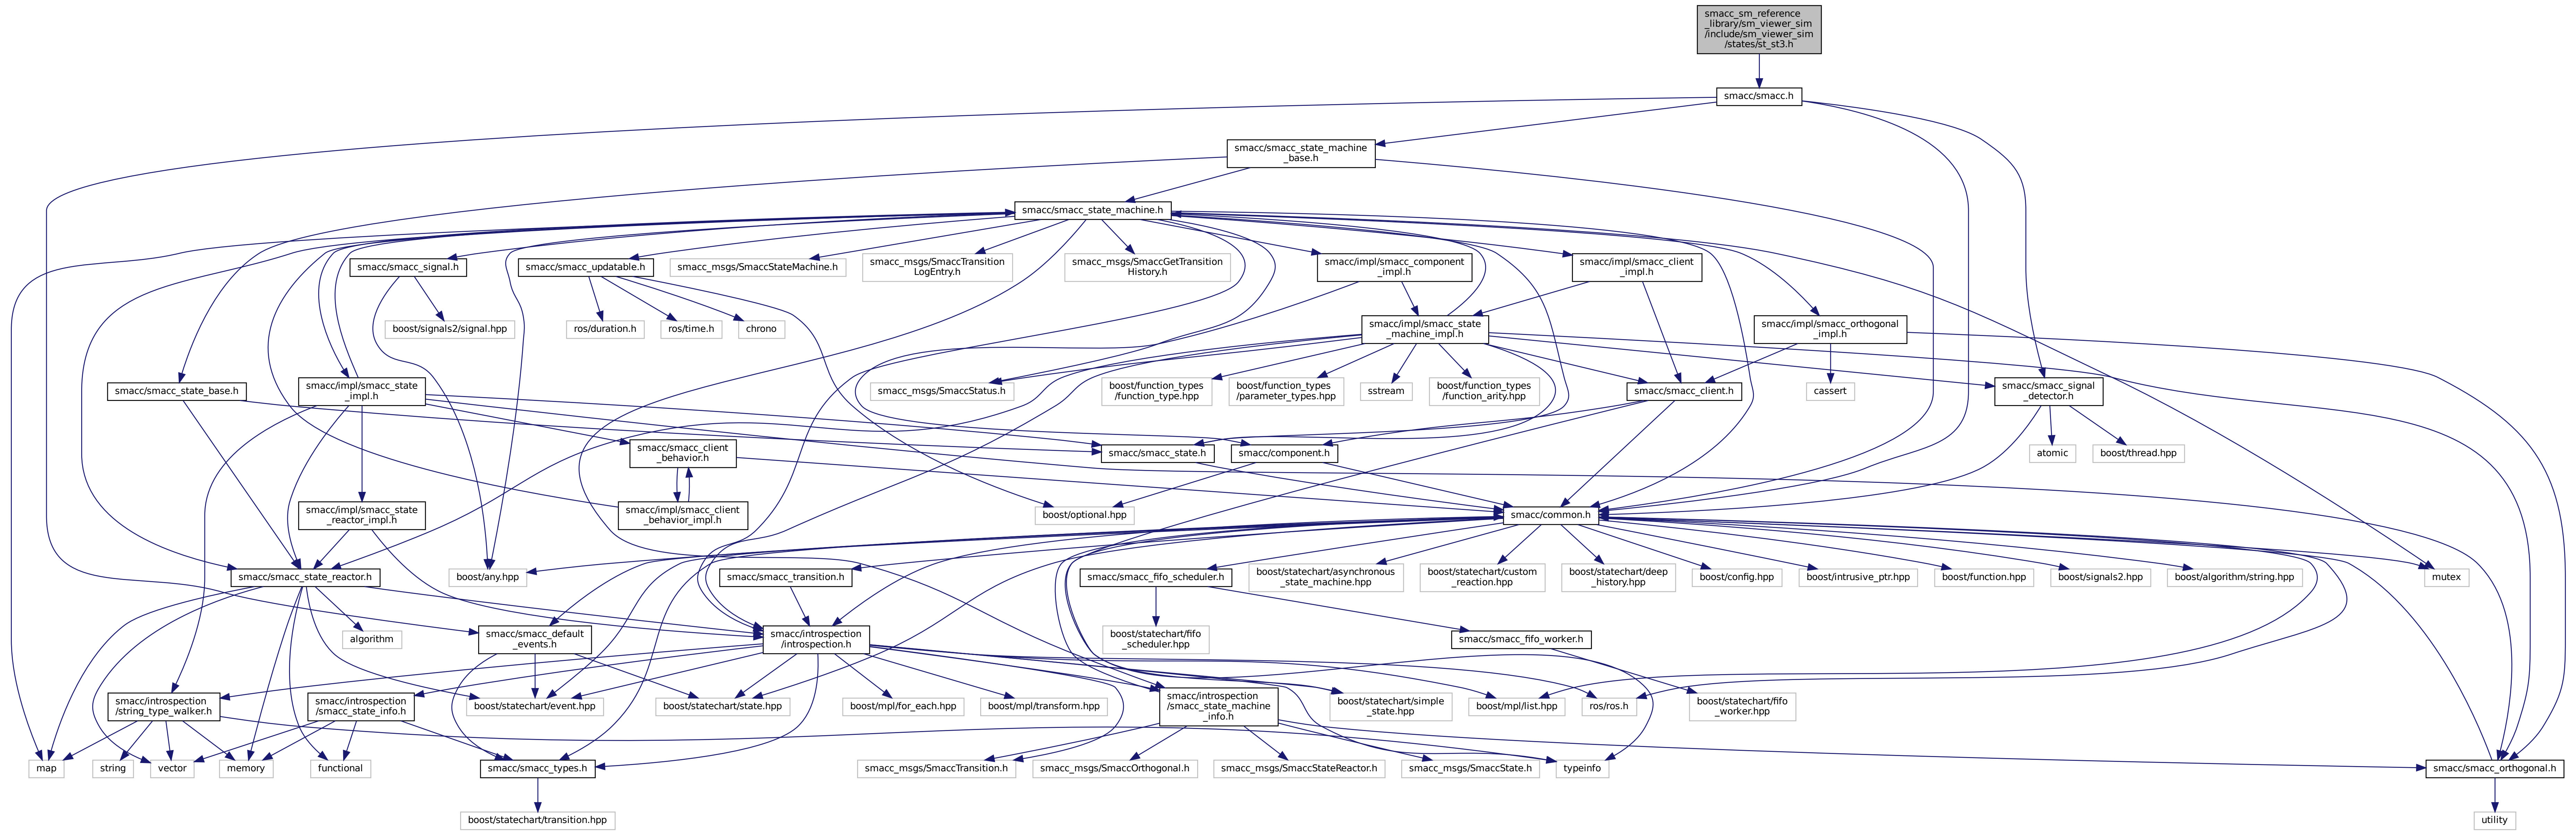 smacc_sm_reference
_library/sm_viewer_sim
/include/sm_viewer_sim
/states/st_st3.h
smacc/smacc.h
smacc/smacc_state_machine
_base.h
smacc/smacc_state_machine.h
smacc/smacc_signal.h
smacc/smacc_updatable.h
smacc_msgs/SmaccStateMachine.h
smacc_msgs/SmaccTransition
LogEntry.h
smacc_msgs/SmaccGetTransition
History.h
smacc/impl/smacc_component
_impl.h
smacc/impl/smacc_client
_impl.h
boost/signals2/signal.hpp
ros/duration.h
ros/time.h
chrono
smacc/impl/smacc_state
_machine_impl.h
smacc/impl/smacc_orthogonal
_impl.h
smacc/smacc_state_base.h
smacc/impl/smacc_state
_impl.h
smacc_msgs/SmaccStatus.h
boost/function_types
/function_type.hpp
boost/function_types
/parameter_types.hpp
sstream
boost/function_types
/function_arity.hpp
smacc/smacc_client.h
cassert
smacc/smacc_signal
_detector.h
smacc/smacc_client
_behavior.h
smacc/smacc_state.h
smacc/component.h
atomic
boost/thread.hpp
smacc/impl/smacc_state
_reactor_impl.h
smacc/impl/smacc_client
_behavior_impl.h
boost/optional.hpp
smacc/common.h
smacc/smacc_state_reactor.h
boost/any.hpp
smacc/smacc_transition.h
smacc/smacc_fifo_scheduler.h
boost/statechart/asynchronous
_state_machine.hpp
boost/statechart/custom
_reaction.hpp
boost/statechart/deep
_history.hpp
boost/config.hpp
boost/intrusive_ptr.hpp
boost/function.hpp
boost/signals2.hpp
boost/algorithm/string.hpp
mutex
algorithm
smacc/smacc_default
_events.h
smacc/introspection
/introspection.h
boost/statechart/fifo
_scheduler.hpp
smacc/smacc_fifo_worker.h
smacc/introspection
/string_type_walker.h
smacc/introspection
/smacc_state_info.h
boost/statechart/event.hpp
boost/statechart/state.hpp
boost/mpl/for_each.hpp
boost/mpl/transform.hpp
smacc/introspection
/smacc_state_machine
_info.h
boost/statechart/simple
_state.hpp
boost/mpl/list.hpp
ros/ros.h
boost/statechart/fifo
_worker.hpp
map
string
vector
memory
functional
smacc/smacc_types.h
smacc_msgs/SmaccTransition.h
smacc_msgs/SmaccOrthogonal.h
smacc_msgs/SmaccStateReactor.h
smacc_msgs/SmaccState.h
typeinfo
smacc/smacc_orthogonal.h
boost/statechart/transition.hpp
utility